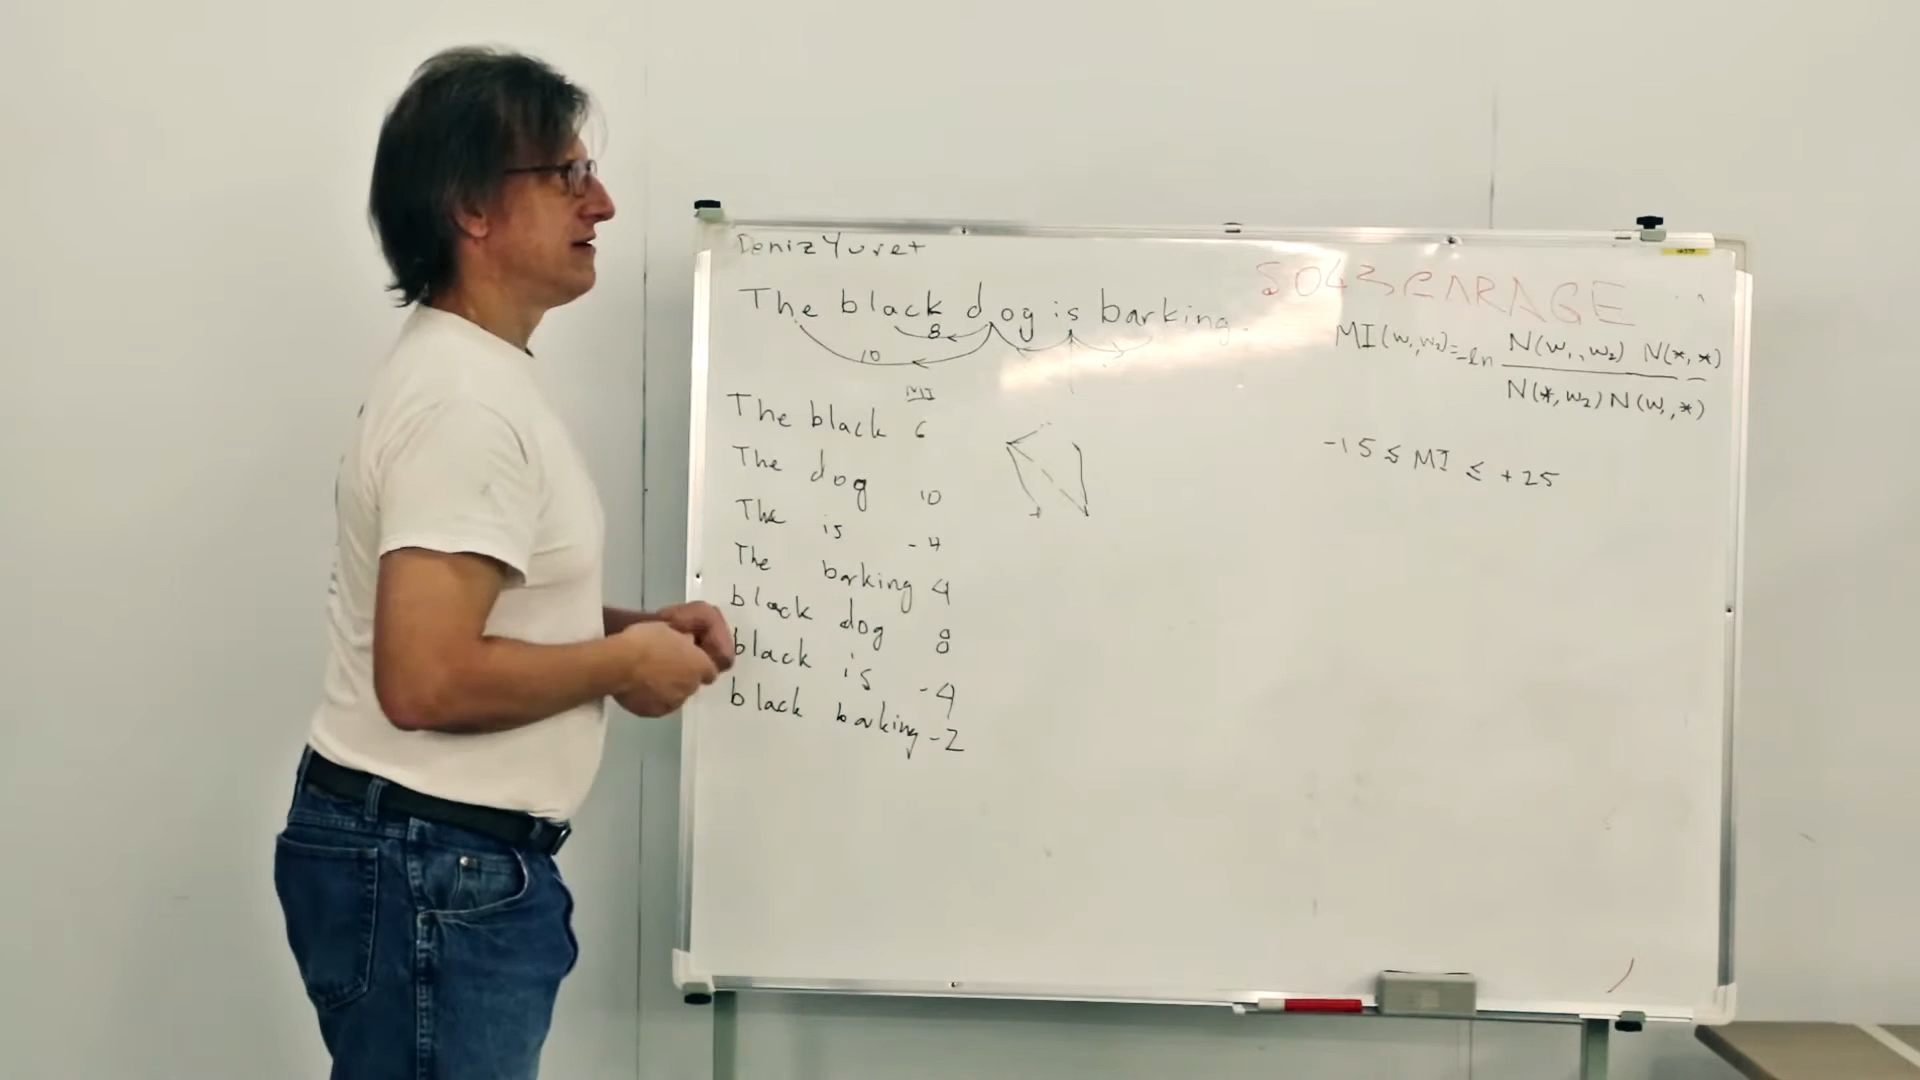 Deniz Yuret
SO43 GARAGE
The black dog is barking.
8
10
MI(w₁,w₂)=-ln N(w₁,w₂) N(*,*)
N(*,w₂) N(w₁,*)
-15 ≤ MI ≤ +25
MI
The black 6
The dog 10
The is -4
The barking 4
black dog 8
black is -4
black barking -2